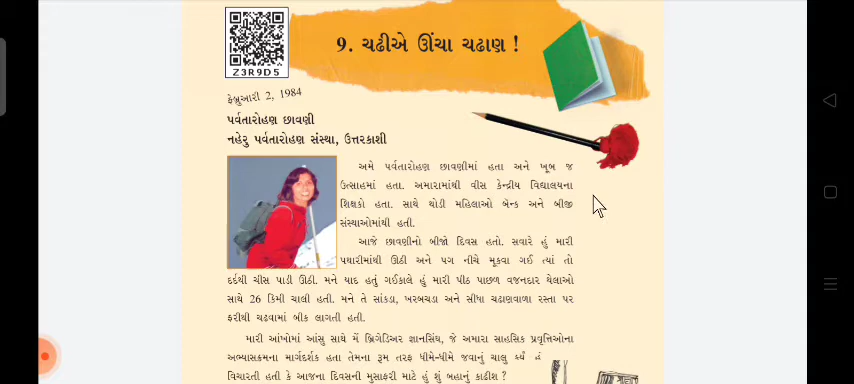 Z3R9D5
9. ચઢીએ ઊંચા ચઢાણ !
ફેબ્રુઆરી 2, 1984
પર્વતારોહણ છાવણી
નહેરુ પર્વતારોહણ સંસ્થા, ઉત્તરકાશી
અમે પર્વતારોહણ છાવણીમાં હતા અને ખૂબ જ
ઉત્સાહમાં હતા. અમારામાંથી વીસ કેન્દ્રીય વિદ્યાલયના
શિક્ષકો હતા. સાથે થોડી મહિલાઓ બૅન્ક અને બીજી
સંસ્થાઓમાંથી હતી.
આજે છાવણીનો બીજો દિવસ હતો. સવારે હું મારી
પથારીમાંથી ઊઠી અને પગ નીચે મૂકવા ગઈ ત્યાં તો
દર્દથી ચીસ પાડી ઊઠી. મને યાદ હતું ગઈકાલે હું મારી પીઠ પાછળ વજનદાર થેલાઓ
સાથે 26 કિમી ચાલી હતી. મને તે સાંકડા, ખરબચડા અને સીધા ચઢાણવાળા રસ્તા પર
ફરીથી ચઢવામાં બીક લાગતી હતી.
મારી આંખોમાં આંસુ સાથે મેં બ્રિગેડિઅર જ્ઞાનસિંઘ, જે અમારા સાહસિક પ્રવૃત્તિઓના
અભ્યાસક્રમના માર્ગદર્શક હતા તેમના રૂમ તરફ ધીમે-ધીમે જવાનું ચાલુ કર્યું હું
વિચારતી હતી કે આજના દિવસની મુસાફરી માટે હું શું બહાનું કાઢીશ ?